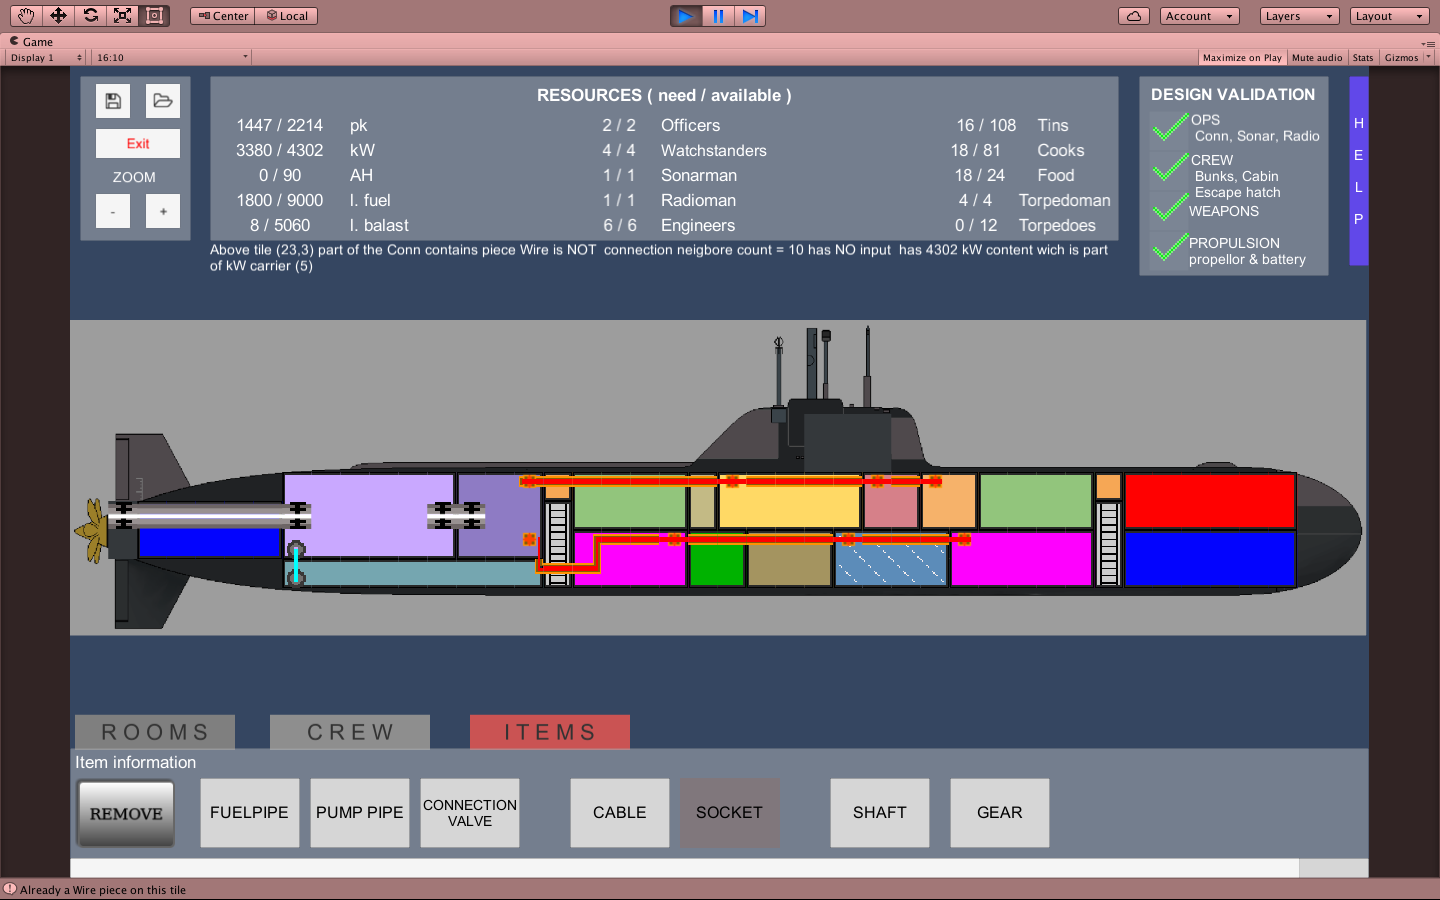 Center
Local
Account
Layers
Layout
Game
Display 1
16:10
Maximize on Play
Mute audio
Stats
Gizmos
Exit
ZOOM
-
+
RESOURCES ( need / available )
1447 / 2214 pk 2 / 2 Officers 16 / 108 Tins
3380 / 4302 kW 4 / 4 Watchstanders 18 / 81 Cooks
0 / 90 AH 1 / 1 Sonarman 18 / 24 Food
1800 / 9000 l. fuel 1 / 1 Radioman 4 / 4 Torpedoman
8 / 5060 l. balast 6 / 6 Engineers 0 / 12 Torpedoes
Above tile (23,3) part of the Conn contains piece Wire is NOT connection neigbore count = 10 has NO input has 4302 kW content wich is part
of kW carrier (5)
DESIGN VALIDATION
OPS
Conn, Sonar, Radio
CREW
Bunks, Cabin
Escape hatch
WEAPONS
PROPULSION
propellor & battery
H
E
L
P
ROOMS
CREW
ITEMS
Item information
REMOVE
FUELPIPE
PUMP PIPE
CONNECTION
VALVE
CABLE
SOCKET
SHAFT
GEAR
Already a Wire piece on this tile